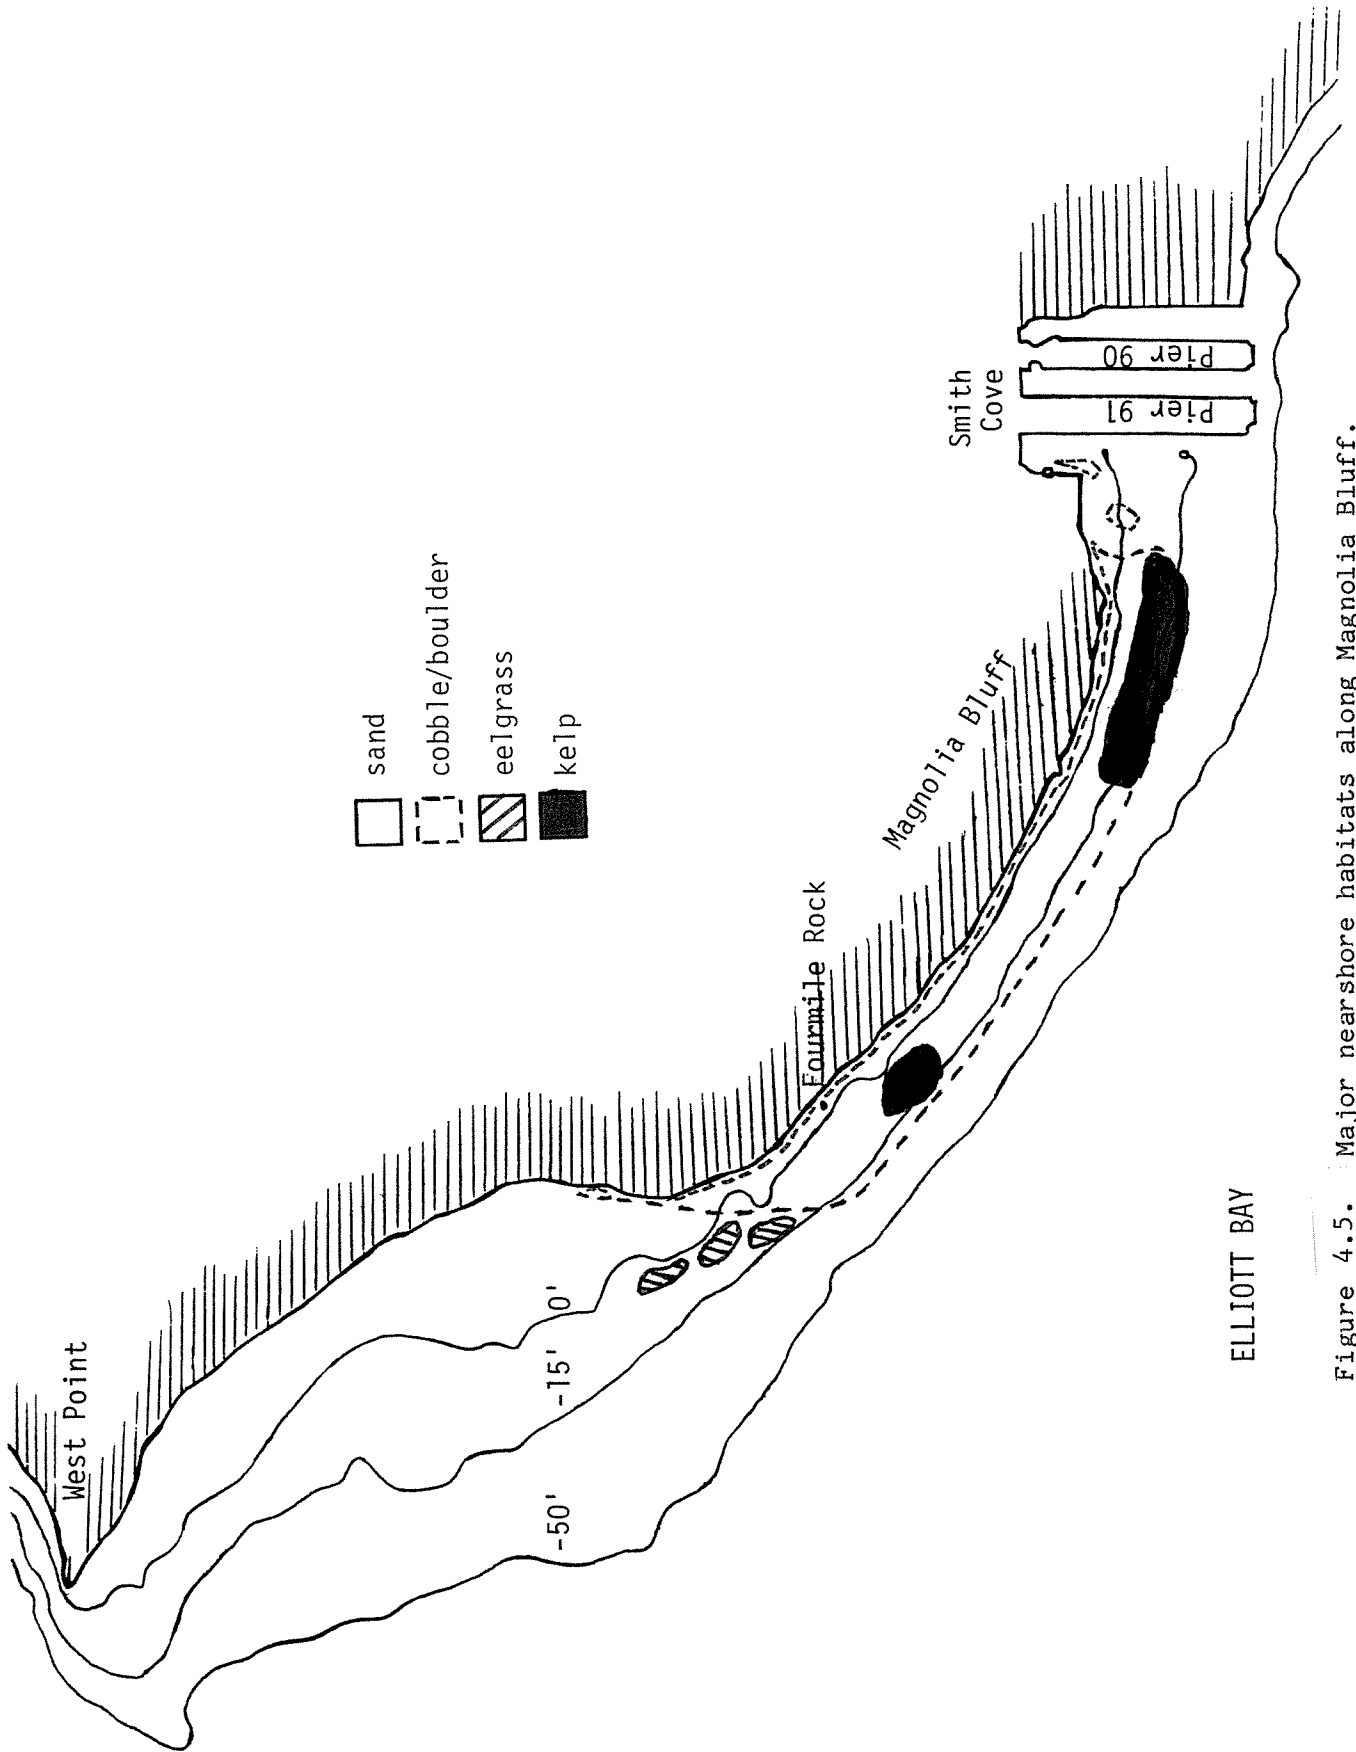 West Point
sand
cobble/boulder
eelgrass
kelp
Smith
Cove
Pier 91
Pier 90
Magnolia Bluff
Fourmile Rock
0'
-15'
-50'
ELLIOTT BAY
Figure 4.5. Major nearshore habitats along Magnolia Bluff.